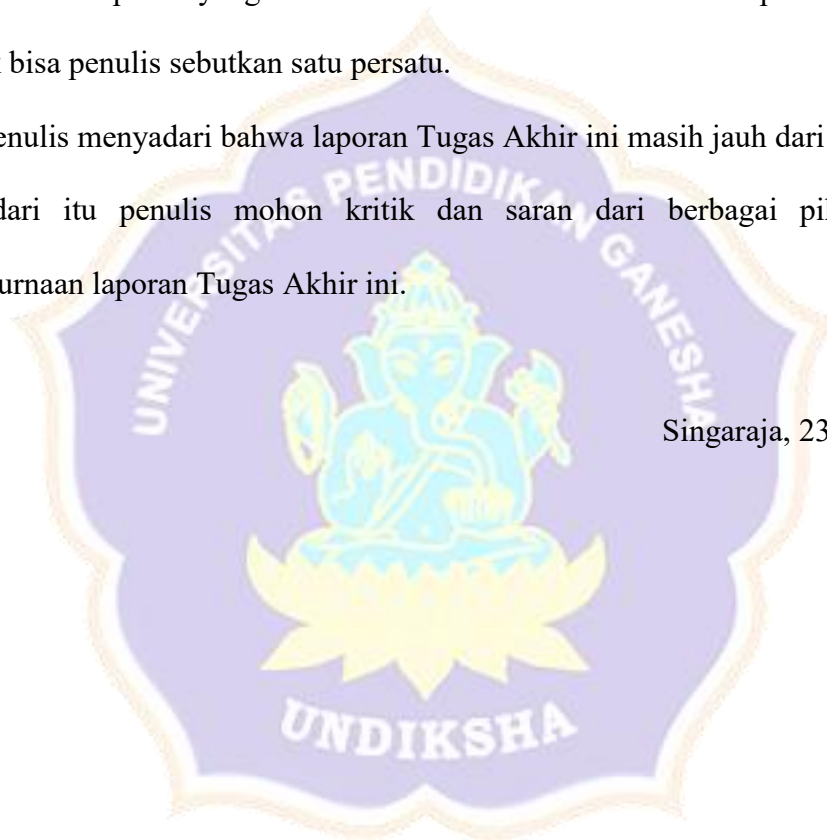 bisa penulis sebutkan satu persatu.
enulis menyadari bahwa laporan Tugas Akhir ini masih jauh dari
dari itu penulis mohon kritik dan saran dari berbagai pi
urnaan laporan Tugas Akhir ini.
UNIVERSITAS PENDIDIKAN GANESHA
Singaraja, 23
UNDIKSHA